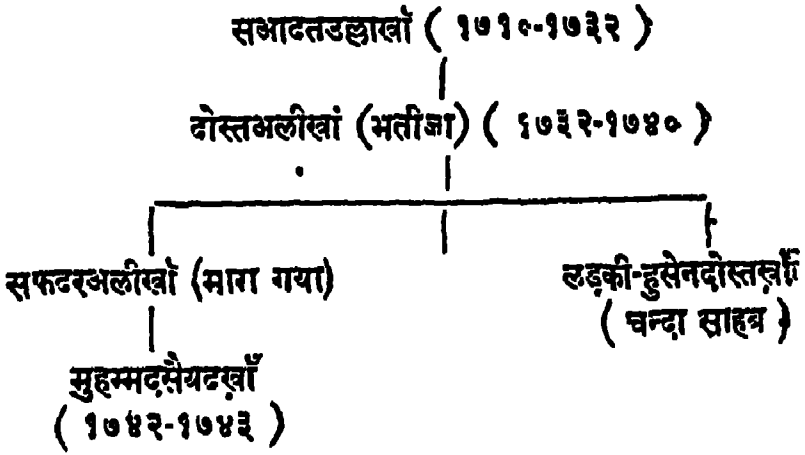 सआदतउल्लाखाँ ( १७१०-१७३२ )
दोस्तअलीखां (भतीजा) ( १७३२-१७४० )
सफदरअलीखाँ (मारा गया)
लड़की-हुसेनदोस्तखाँ
( चन्दा साहब )
मुहम्मदसैयदखाँ
( १७४२-१७४३ )